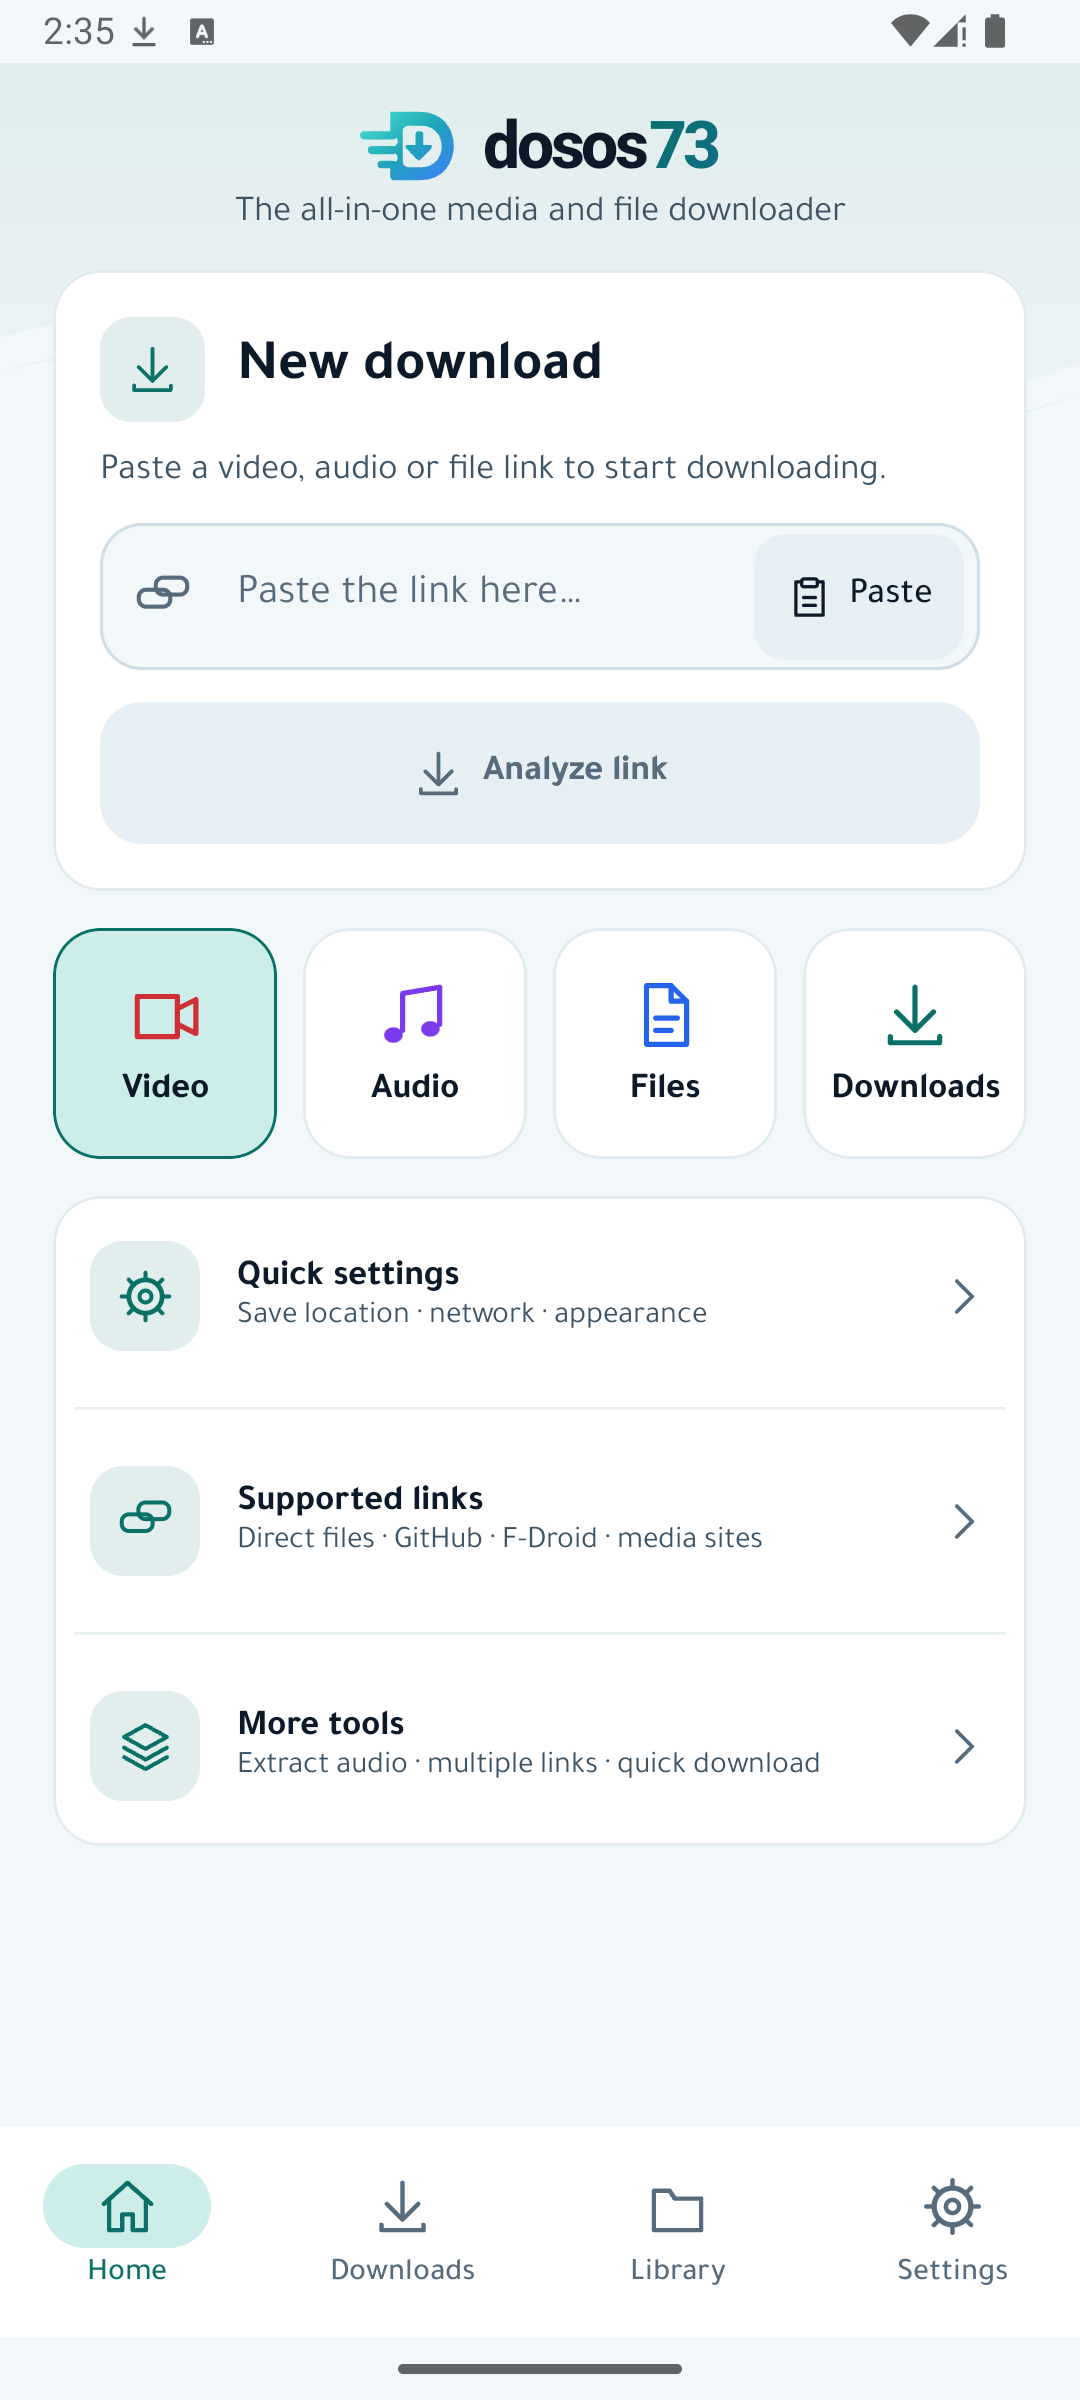 2:35
dosos73
The all-in-one media and file downloader
New download
Paste a video, audio or file link to start downloading.
Paste the link here...
Paste
Analyze link
Video
Audio
Files
Downloads
Quick settings
Save location · network · appearance
Supported links
Direct files · GitHub · F-Droid · media sites
More tools
Extract audio · multiple links · quick download
Home
Downloads
Library
Settings